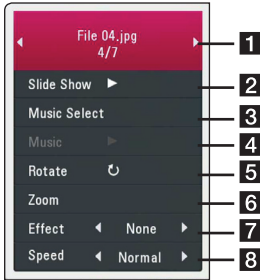 File 04.jpg
4/7
1
Slide Show
2
Music Select
3
Music
4
Rotate
5
Zoom
6
Effect None
7
Speed Normal
8